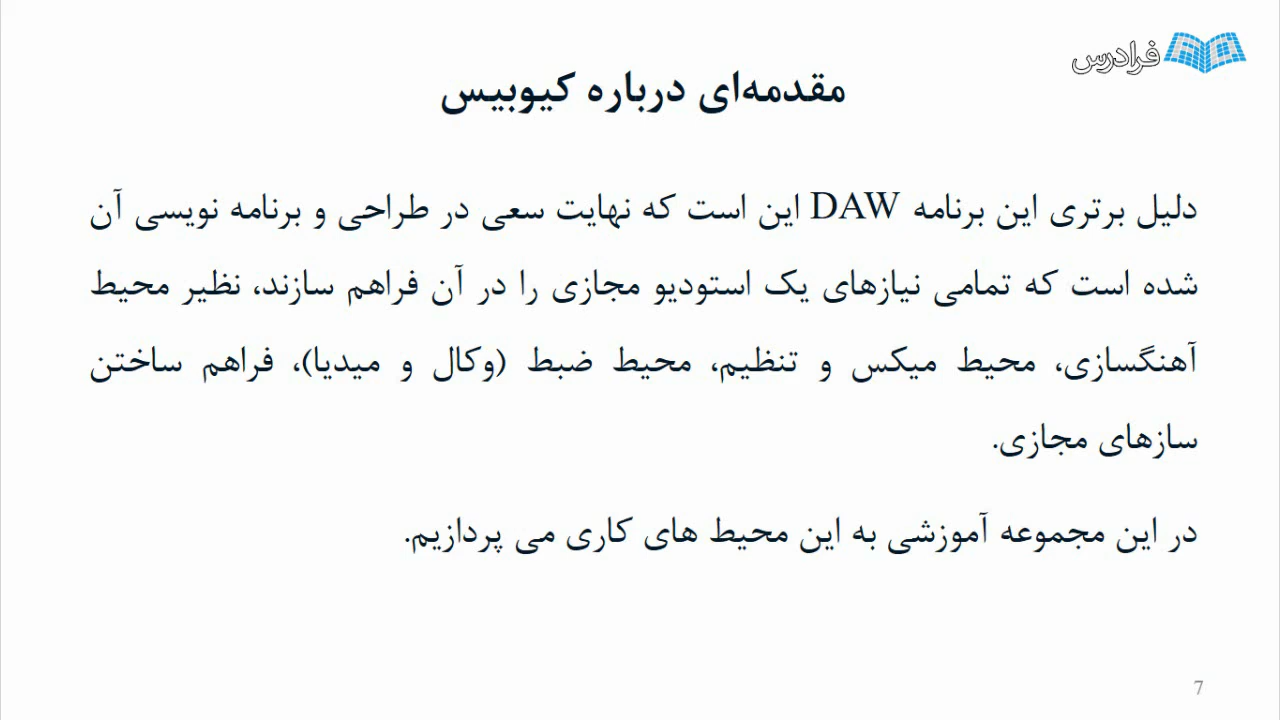 فرادرس
مقدمه‌ای درباره کیوبیس
دلیل برتری این برنامه DAW این است که نهایت سعی در طراحی و برنامه نویسی آن
شده است که تمامی نیازهای یک استودیو مجازی را در آن فراهم سازند، نظیر محیط
آهنگسازی، محیط میکس و تنظیم، محیط ضبط (وکال و میدیا)، فراهم ساختن
سازهای مجازی.
در این مجموعه آموزشی به این محیط های کاری می پردازیم.
7